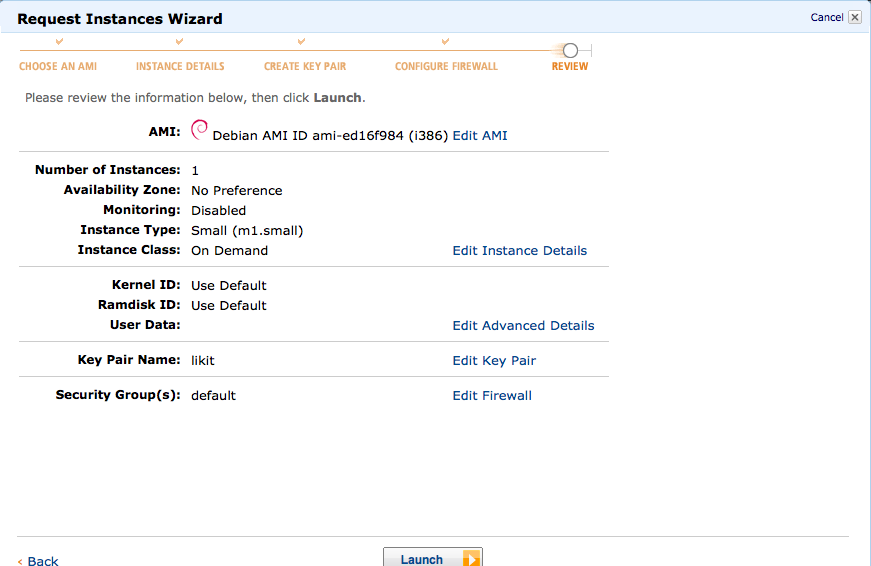 Request Instances Wizard
Cancel
CHOOSE AN AMI INSTANCE DETAILS CREATE KEY PAIR CONFIGURE FIREWALL REVIEW
Please review the information below, then click Launch.
AMI: Debian AMI ID ami-ed16f984 (i386) Edit AMI
Number of Instances: 1
Availability Zone: No Preference
Monitoring: Disabled
Instance Type: Small (m1.small)
Instance Class: On Demand Edit Instance Details
Kernel ID: Use Default
Ramdisk ID: Use Default
User Data: Edit Advanced Details
Key Pair Name: likit Edit Key Pair
Security Group(s): default Edit Firewall
‹ Back Launch